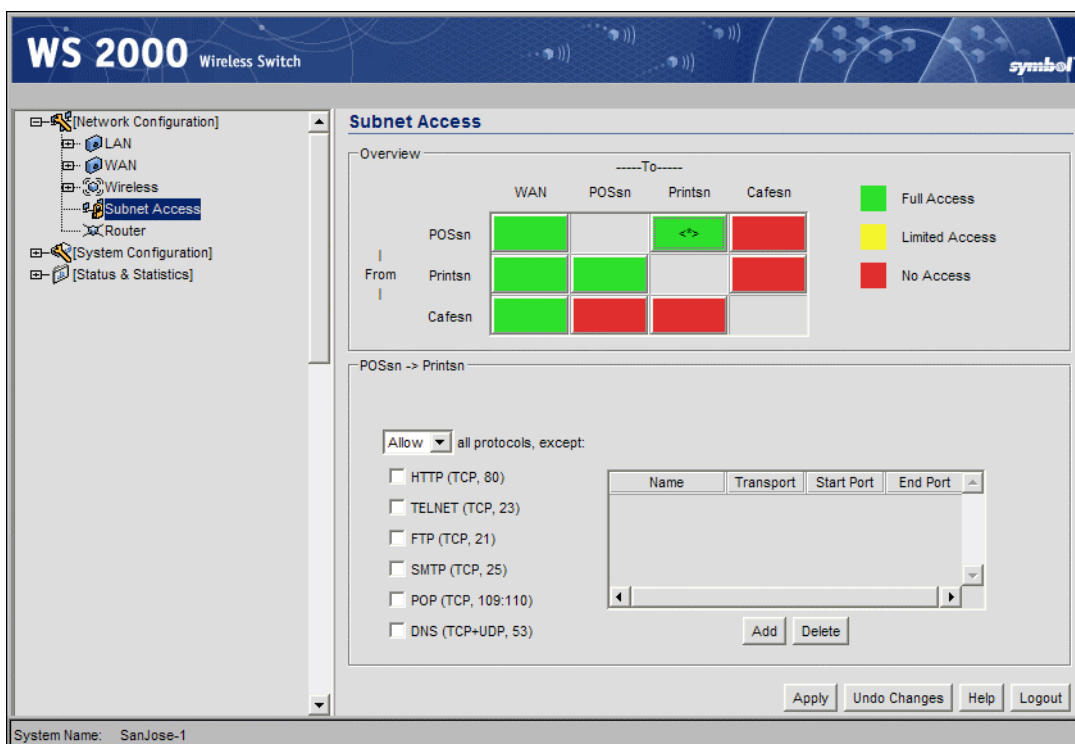 WS 2000 Wireless Switch
symbol
[Network Configuration]
LAN
WAN
Wireless
Subnet Access
Router
[System Configuration]
[Status & Statistics]
Subnet Access
Overview
-----To-----
WAN POSsn Printsn Cafesn
From
POSsn <*>
Printsn
Cafesn
Full Access
Limited Access
No Access
POSsn -> Printsn
Allow all protocols, except:
HTTP (TCP, 80)
TELNET (TCP, 23)
FTP (TCP, 21)
SMTP (TCP, 25)
POP (TCP, 109:110)
DNS (TCP+UDP, 53)
Name Transport Start Port End Port
Add Delete
Apply Undo Changes Help Logout
System Name: SanJose-1